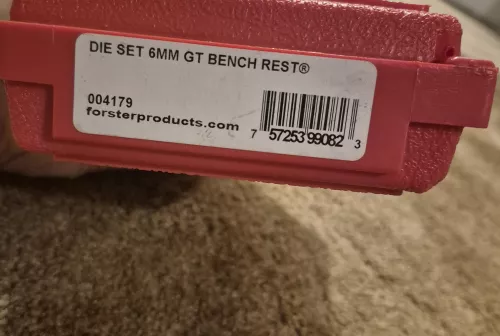 DIE SET 6MM GT BENCH REST®
004179
forsterproducts.com
7 57253 99082 3